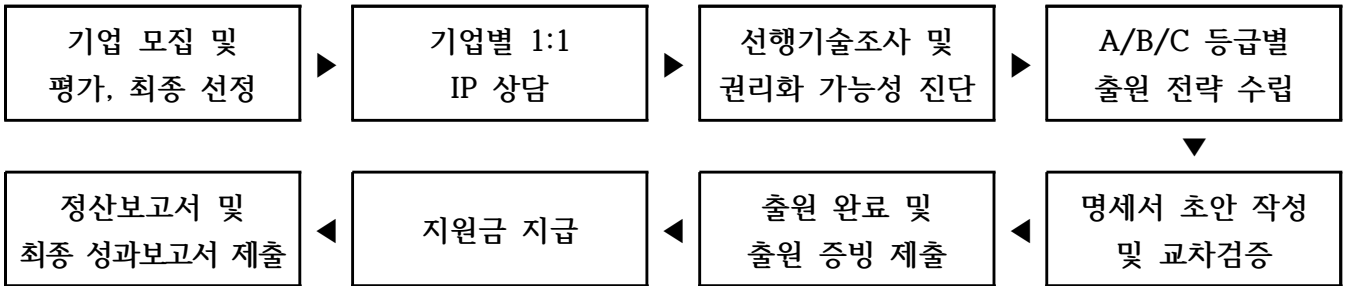 기업 모집 및
평가, 최종 선정
▶
기업별 1:1
IP 상담
▶
선행기술조사 및
권리화 가능성 진단
▶
A/B/C 등급별
출원 전략 수립
▼
명세서 초안 작성
및 교차검증
◀
출원 완료 및
출원 증빙 제출
◀
지원금 지급
◀
정산보고서 및
최종 성과보고서 제출